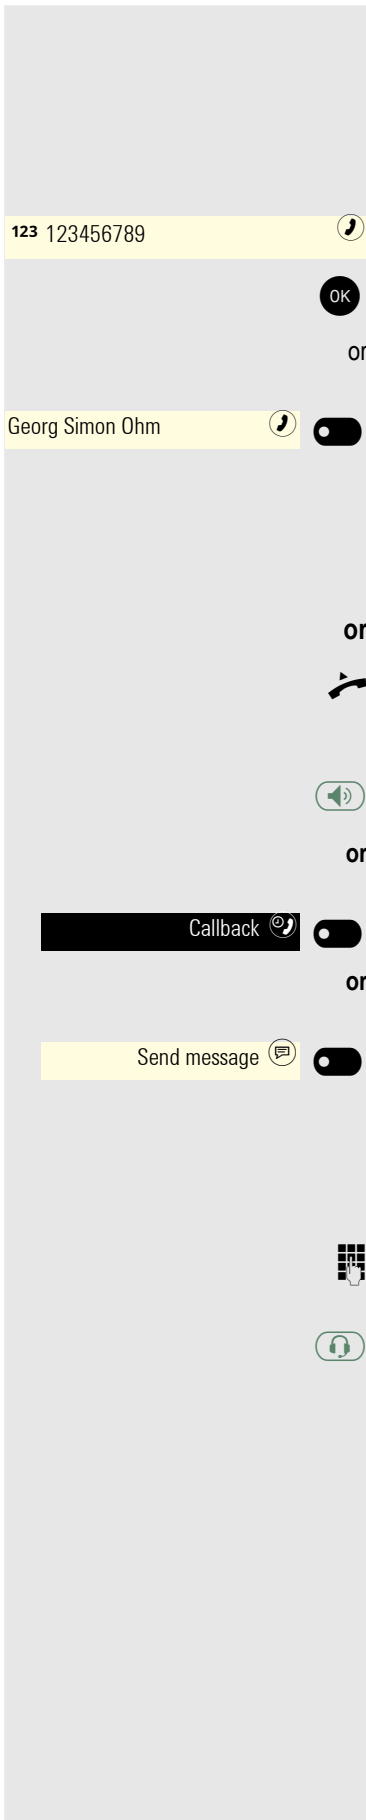 123 123456789
OK
or
Georg Simon Ohm
or
or
Callback
or
Send message